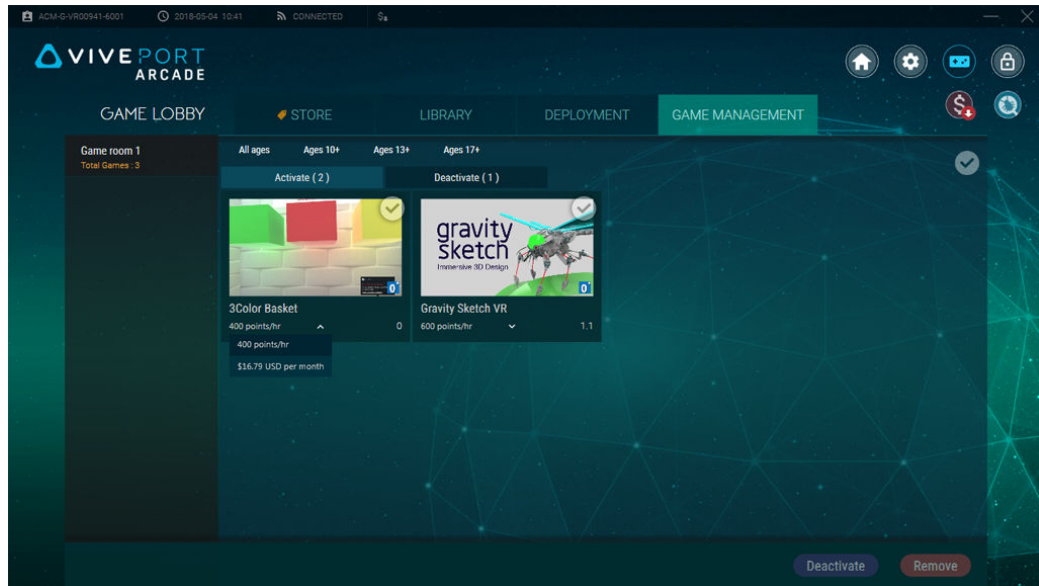 ACM-G-VR00941-6001 2018-05-04 10:41 CONNECTED
VIVEPORT
ARCADE
GAME LOBBY STORE LIBRARY DEPLOYMENT GAME MANAGEMENT
Game room 1
Total Games : 3
All ages Ages 10+ Ages 13+ Ages 17+
Activate ( 2 ) Deactivate ( 1 )
gravity
sketch
Immersive 3D Design
3Color Basket Gravity Sketch VR
400 points/hr 0 600 points/hr 1.1
400 points/hr
$16.79 USD per month
Deactivate Remove